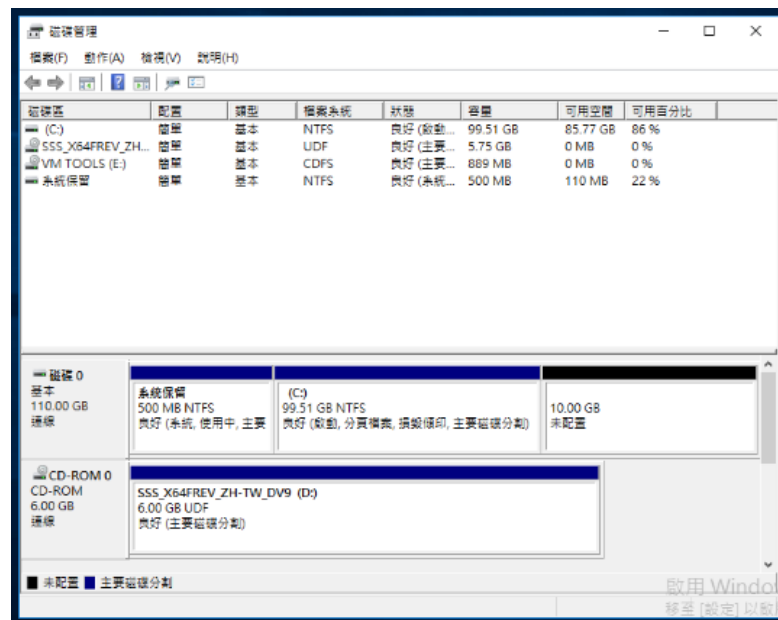 磁碟管理
檔案(F) 動作(A) 檢視(V) 說明(H)
磁碟區 配置 類型 檔案系統 狀態 容量 可用空間 可用百分比
(C:) 簡單 基本 NTFS 良好 (啟動... 99.51 GB 85.77 GB 86 %
SSS_X64FREV_ZH... 簡單 基本 UDF 良好 (主要... 5.75 GB 0 MB 0 %
VM TOOLS (E:) 簡單 基本 CDFS 良好 (主要... 889 MB 0 MB 0 %
系統保留 簡單 基本 NTFS 良好 (系統... 500 MB 110 MB 22 %
磁碟 0
基本
110.00 GB
連線
系統保留
500 MB NTFS
良好 (系統, 使用中, 主要
(C:)
99.51 GB NTFS
良好 (啟動, 分頁檔案, 損毀傾印, 主要磁碟分割)
10.00 GB
未配置
CD-ROM 0
CD-ROM
6.00 GB
連線
SSS_X64FREV_ZH-TW_DV9 (D:)
6.00 GB UDF
良好 (主要磁碟分割)
未配置 主要磁碟分割
啟用 Windo
移至 [設定] 以啟